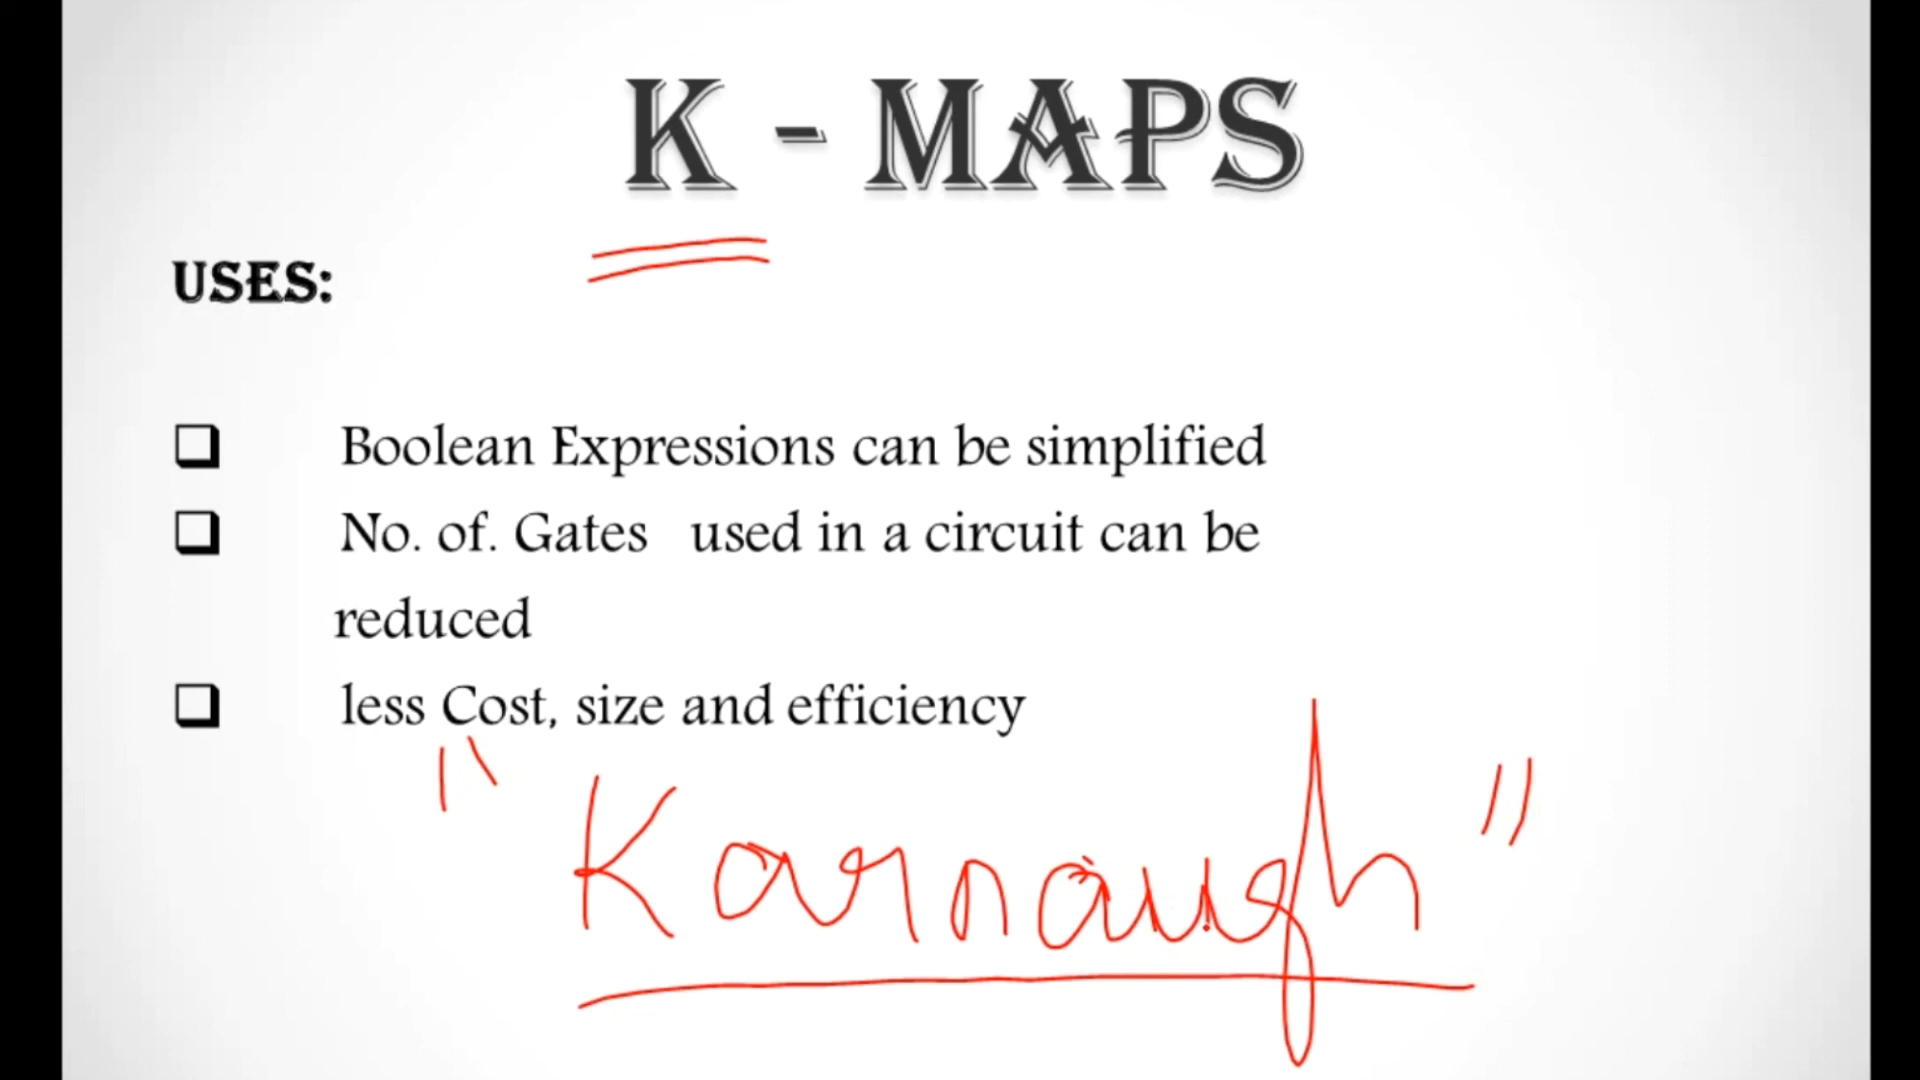 K - MAPS
USES:
Boolean Expressions can be simplified
No. of. Gates used in a circuit can be
reduced
less Cost, size and efficiency
"Karnaugh"